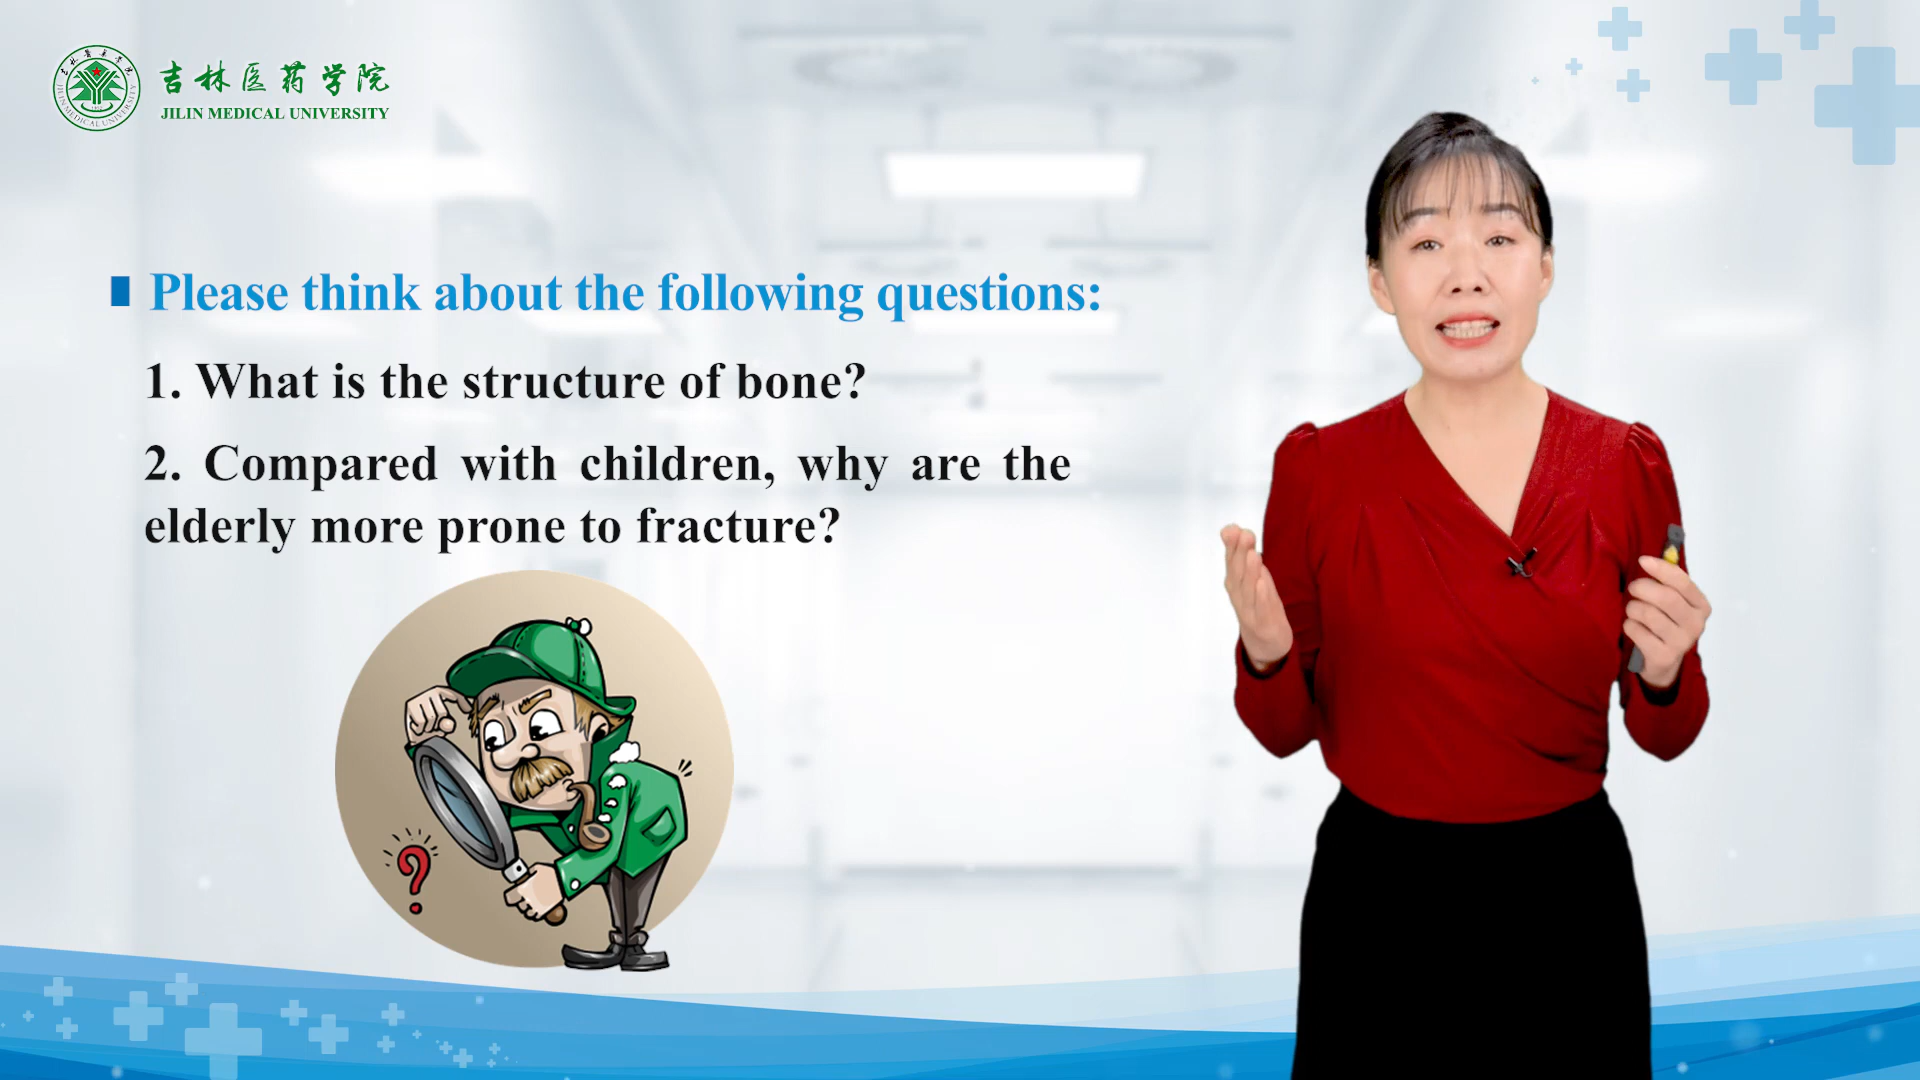 吉林医药学院
JILIN MEDICAL UNIVERSITY
Please think about the following questions:
1. What is the structure of bone?
2. Compared with children, why are the
elderly more prone to fracture?
?